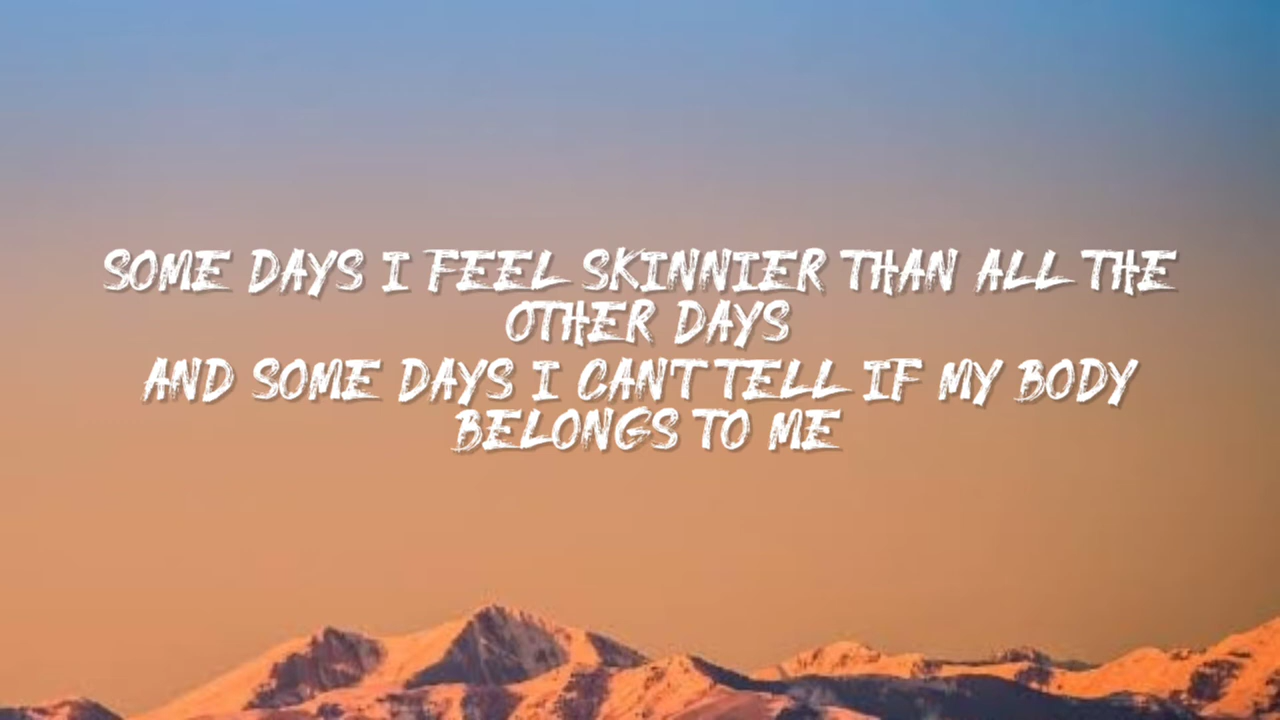 SOME DAYS I FEEL SKINNIER THAN ALL THE
OTHER DAYS
AND SOME DAYS I CAN'T TELL IF MY BODY
BELONGS TO ME